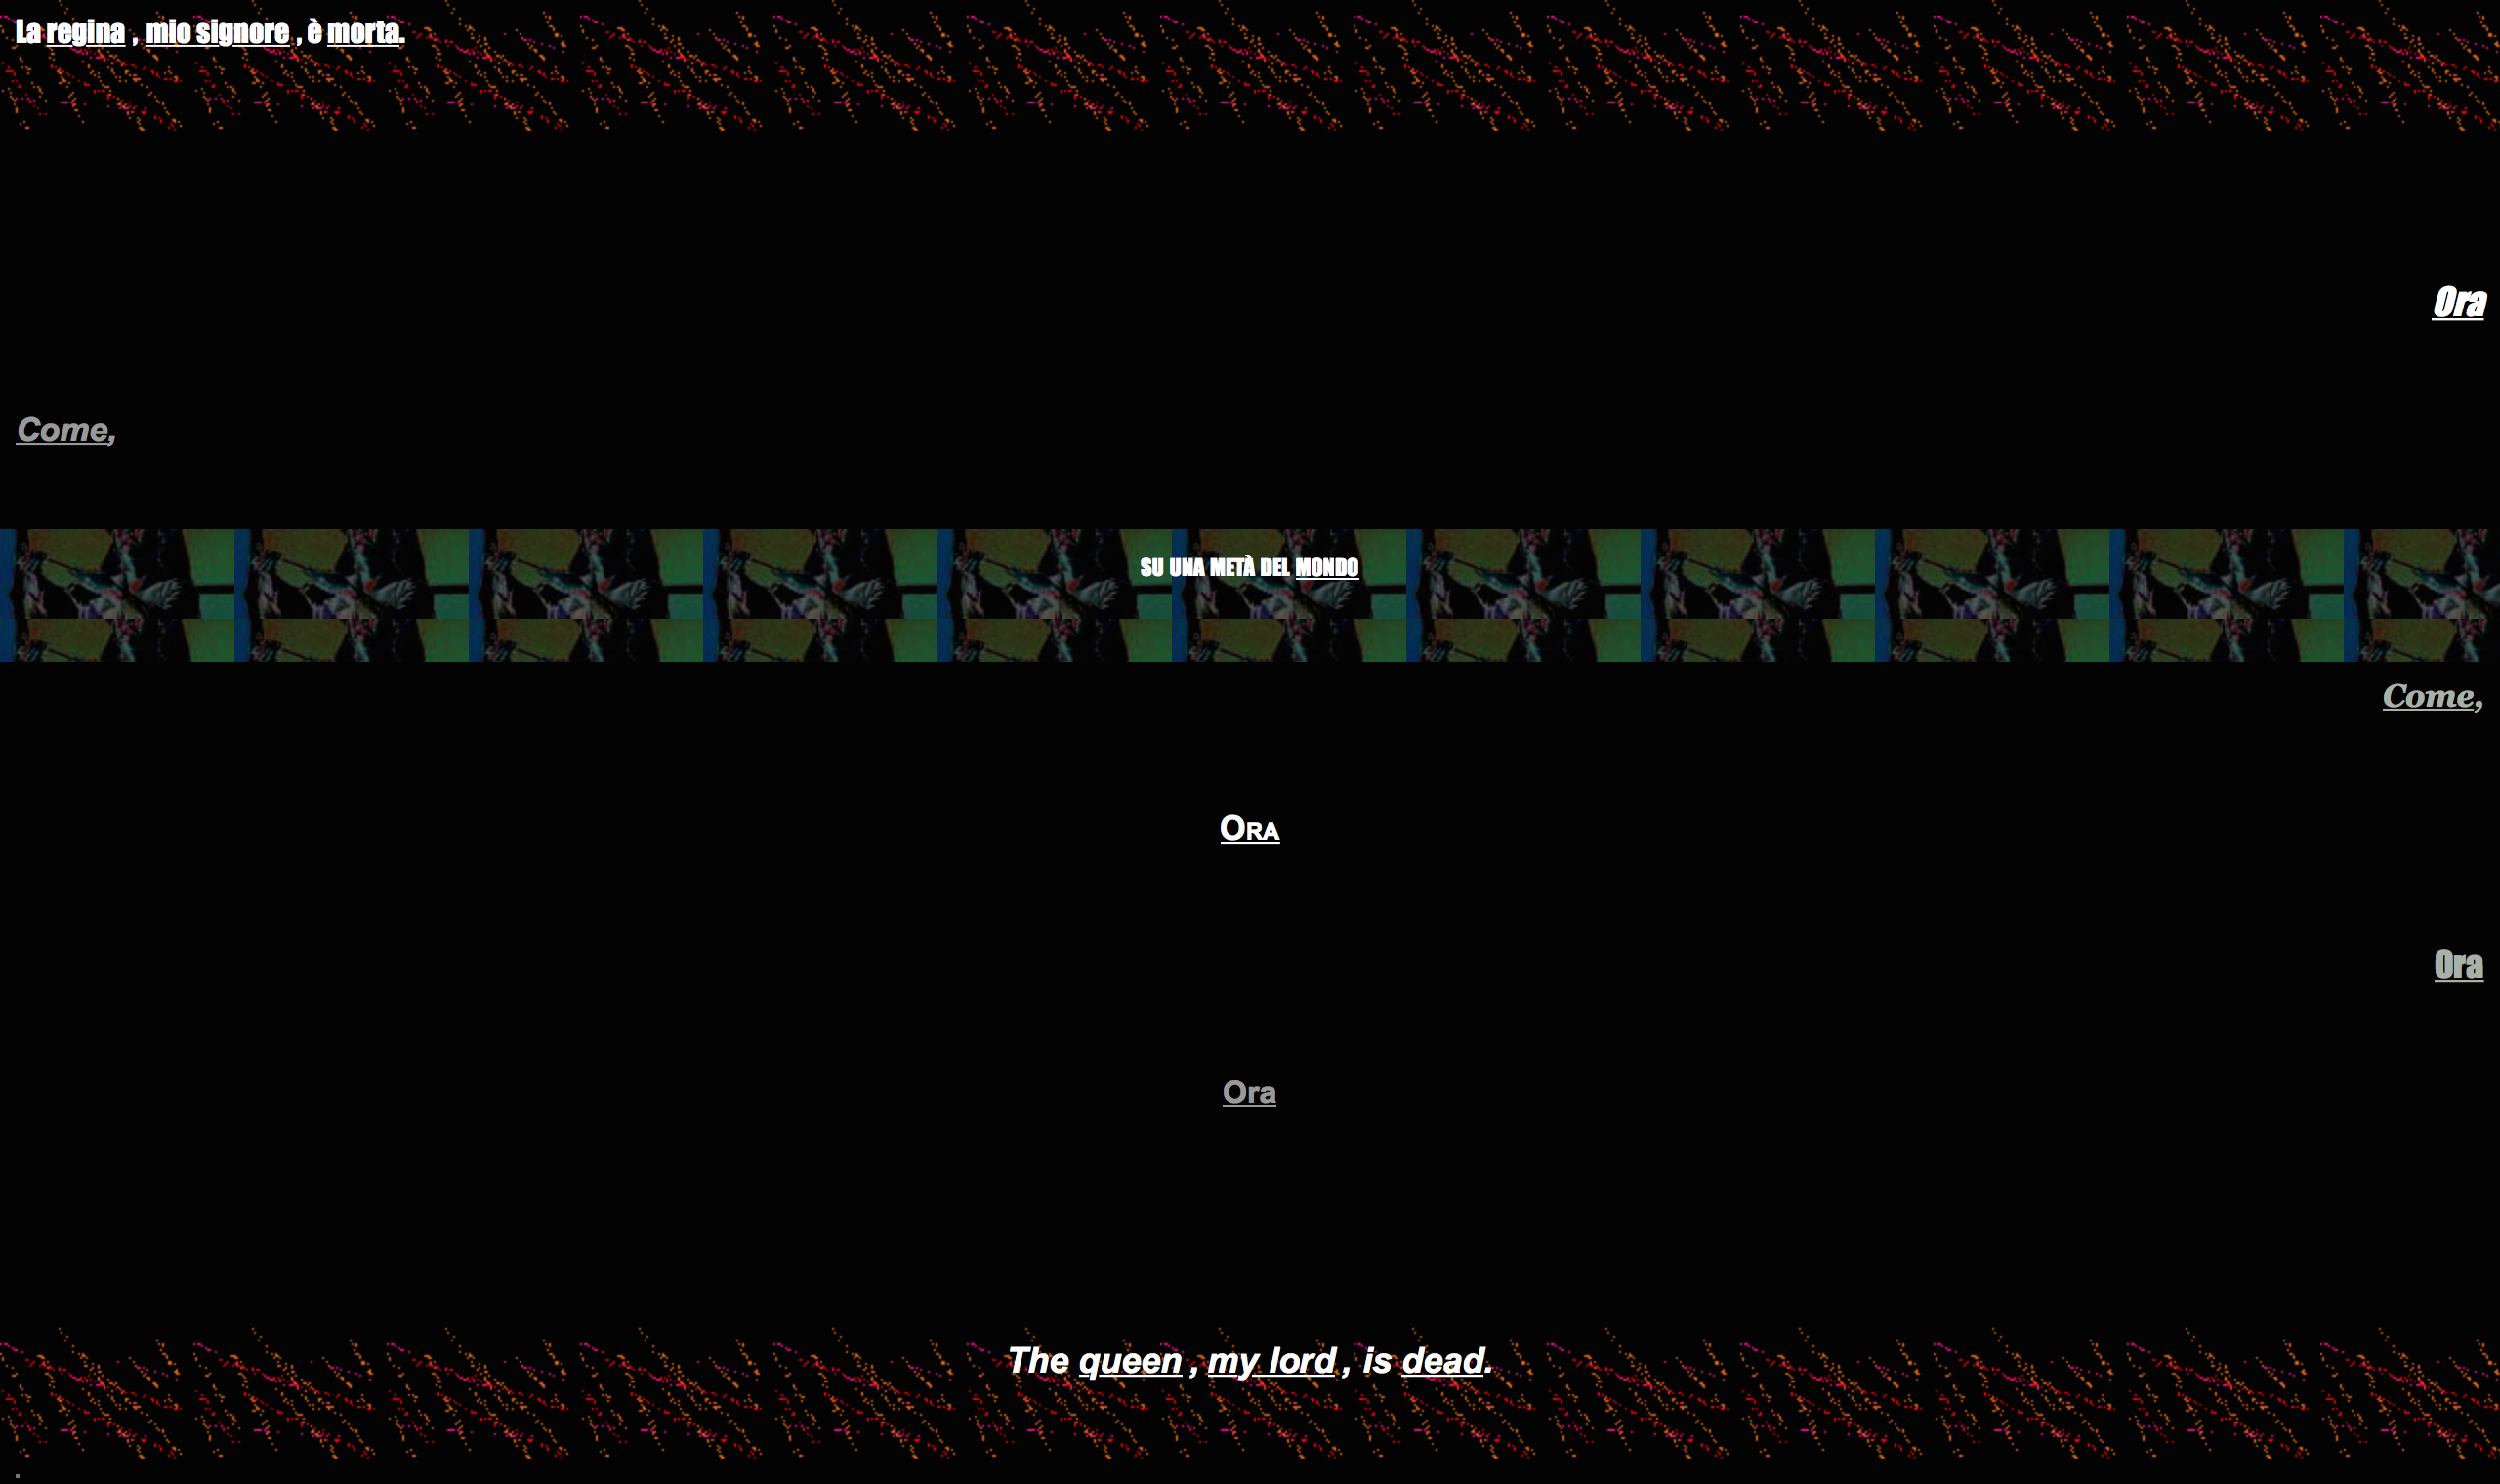 La regina , mio signore , è morta.
Ora
Come,
SU UNA METÀ DEL MONDO
Come,
Ora
Ora
Ora
The queen , my lord , is dead.
.